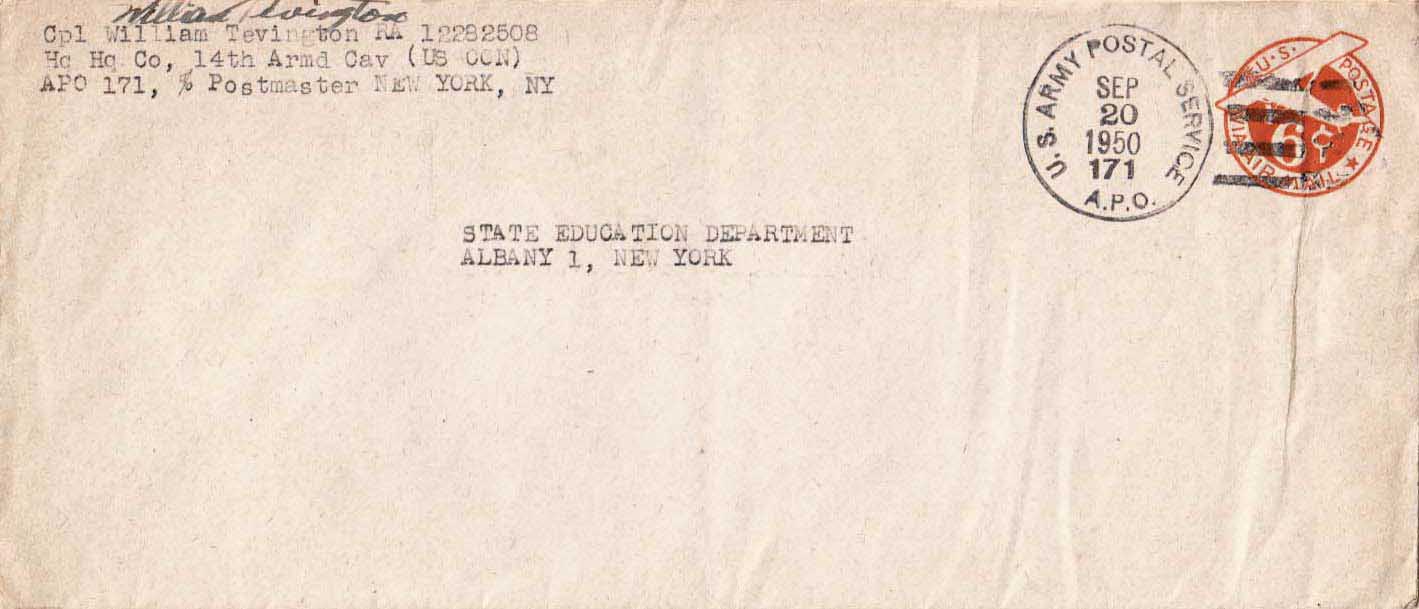 William Tevington
Cpl William Tevington RA 12282508
Hq Hq Co, 14th Armd Cav (US CON)
APO 171, % Postmaster NEW YORK, NY
U.S. ARMY POSTAL SERVICE
SEP
20
1950
171
A.P.O.
U.S. POSTAGE
6¢
VIA AIR MAIL
STATE EDUCATION DEPARTMENT
ALBANY 1, NEW YORK